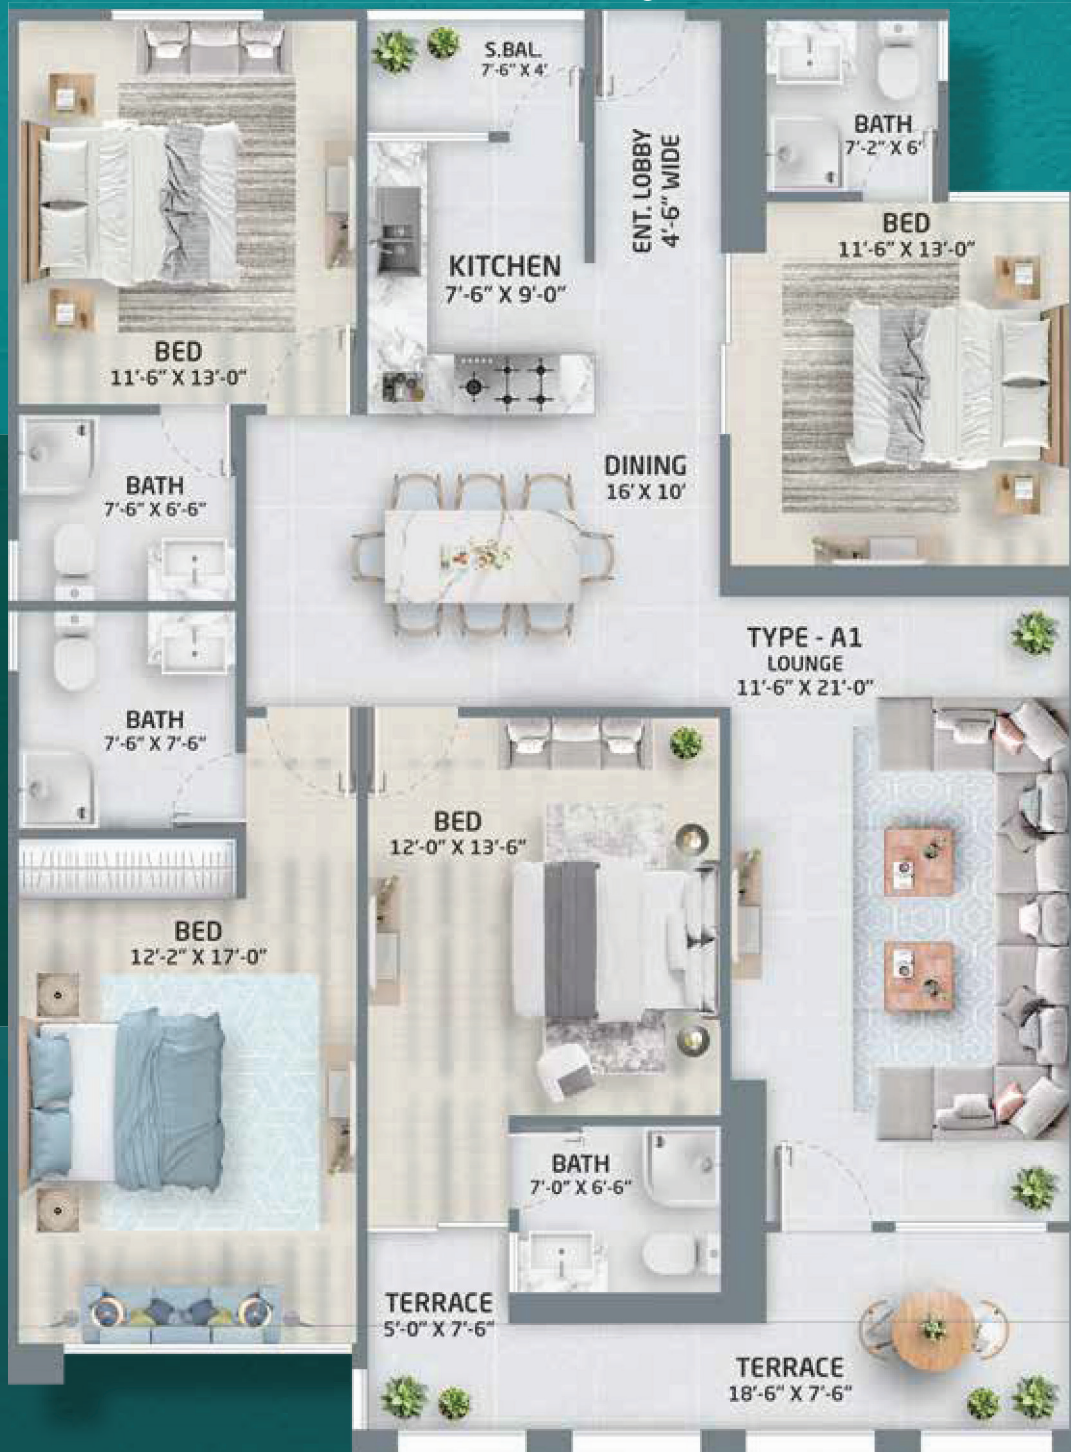 S.BAL.
7'-6" X 4'
ENT. LOBBY
4'-6" WIDE
BATH
7'-2" X 6'
BED
11'-6" X 13'-0"
KITCHEN
7'-6" X 9'-0"
BED
11'-6" X 13'-0"
DINING
16' X 10'
BATH
7'-6" X 6'-6"
TYPE - A1
LOUNGE
11'-6" X 21'-0"
BATH
7'-6" X 7'-6"
BED
12'-0" X 13'-6"
BED
12'-2" X 17'-0"
BATH
7'-0" X 6'-6"
TERRACE
5'-0" X 7'-6"
TERRACE
18'-6" X 7'-6"